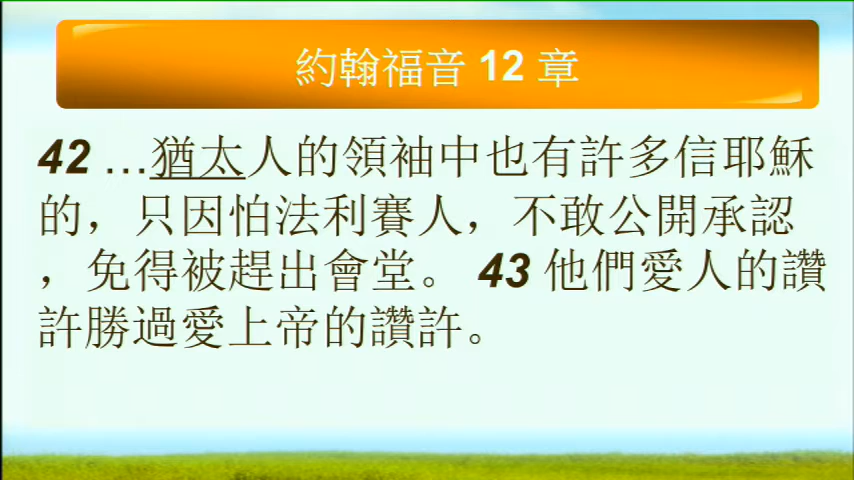 約翰福音 12 章
42 …猶太人的領袖中也有許多信耶穌
的，只因怕法利賽人，不敢公開承認
，免得被趕出會堂。 43 他們愛人的讚
許勝過愛上帝的讚許。